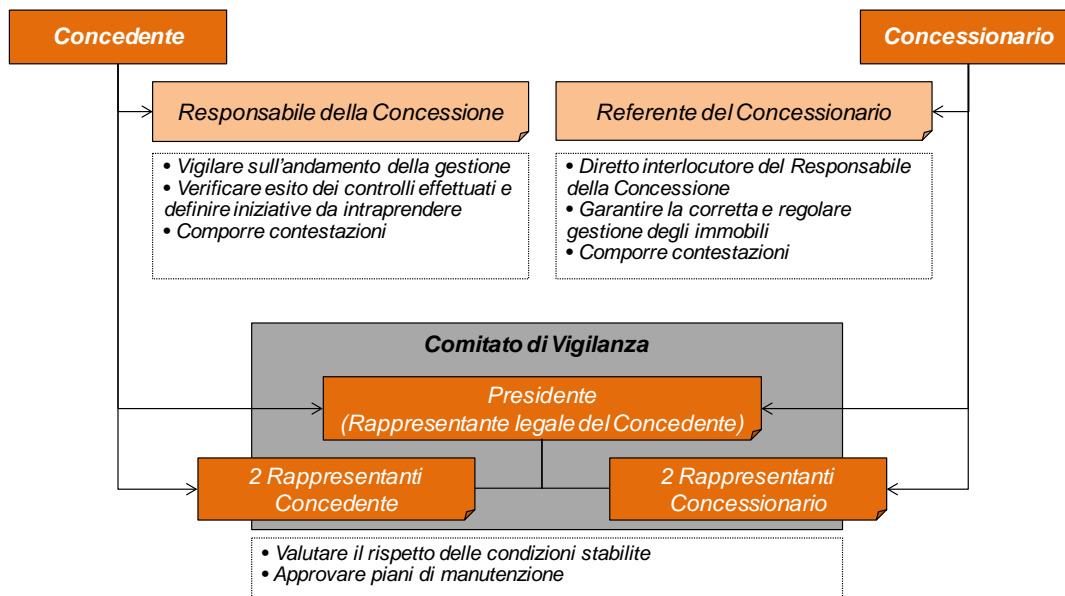 Concedente
Concessionario
Responsabile della Concessione
Referente del Concessionario
• Vigilare sull'andamento della gestione
• Verificare esito dei controlli effettuati e
definire iniziative da intraprendere
• Comporre contestazioni
• Diretto interlocutore del Responsabile
della Concessione
• Garantire la corretta e regolare
gestione degli immobili
• Comporre contestazioni
Comitato di Vigilanza
Presidente
(Rappresentante legale del Concedente)
2 Rappresentanti
Concedente
2 Rappresentanti
Concessionario
• Valutare il rispetto delle condizioni stabilite
• Approvare piani di manutenzione